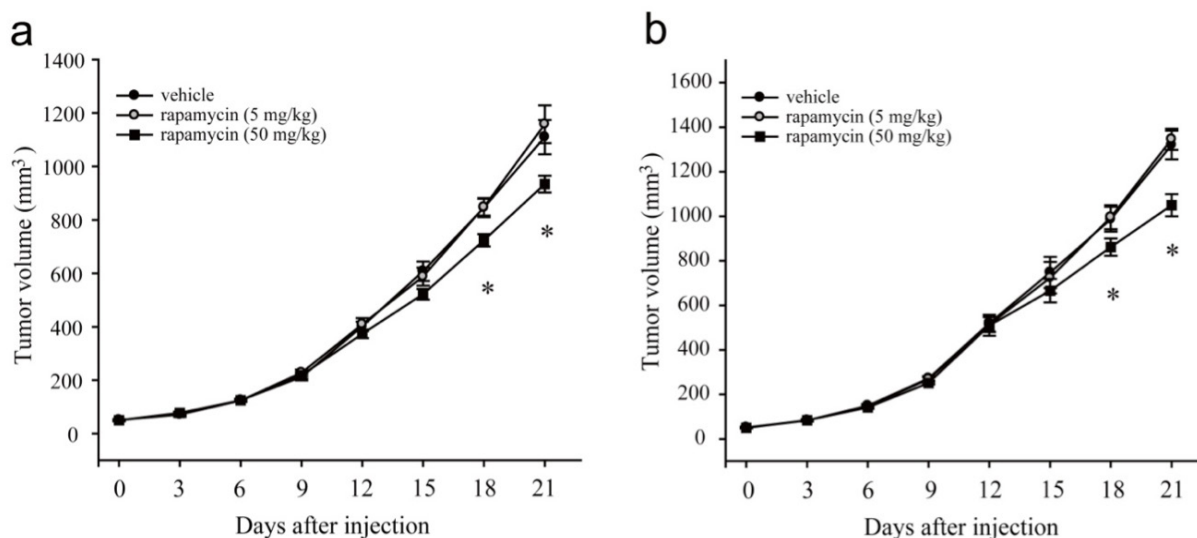 a
Tumor volume (mm³ )
1400
1200
1000
800
600
400
200
0
vehicle
rapamycin (5 mg/kg)
rapamycin (50 mg/kg)
*
*
0 3 6 9 12 15 18 21
Days after injection
b
Tumor volume (mm³ )
1600
1400
1200
1000
800
600
400
200
0
vehicle
rapamycin (5 mg/kg)
rapamycin (50 mg/kg)
*
*
0 3 6 9 12 15 18 21
Days after injection